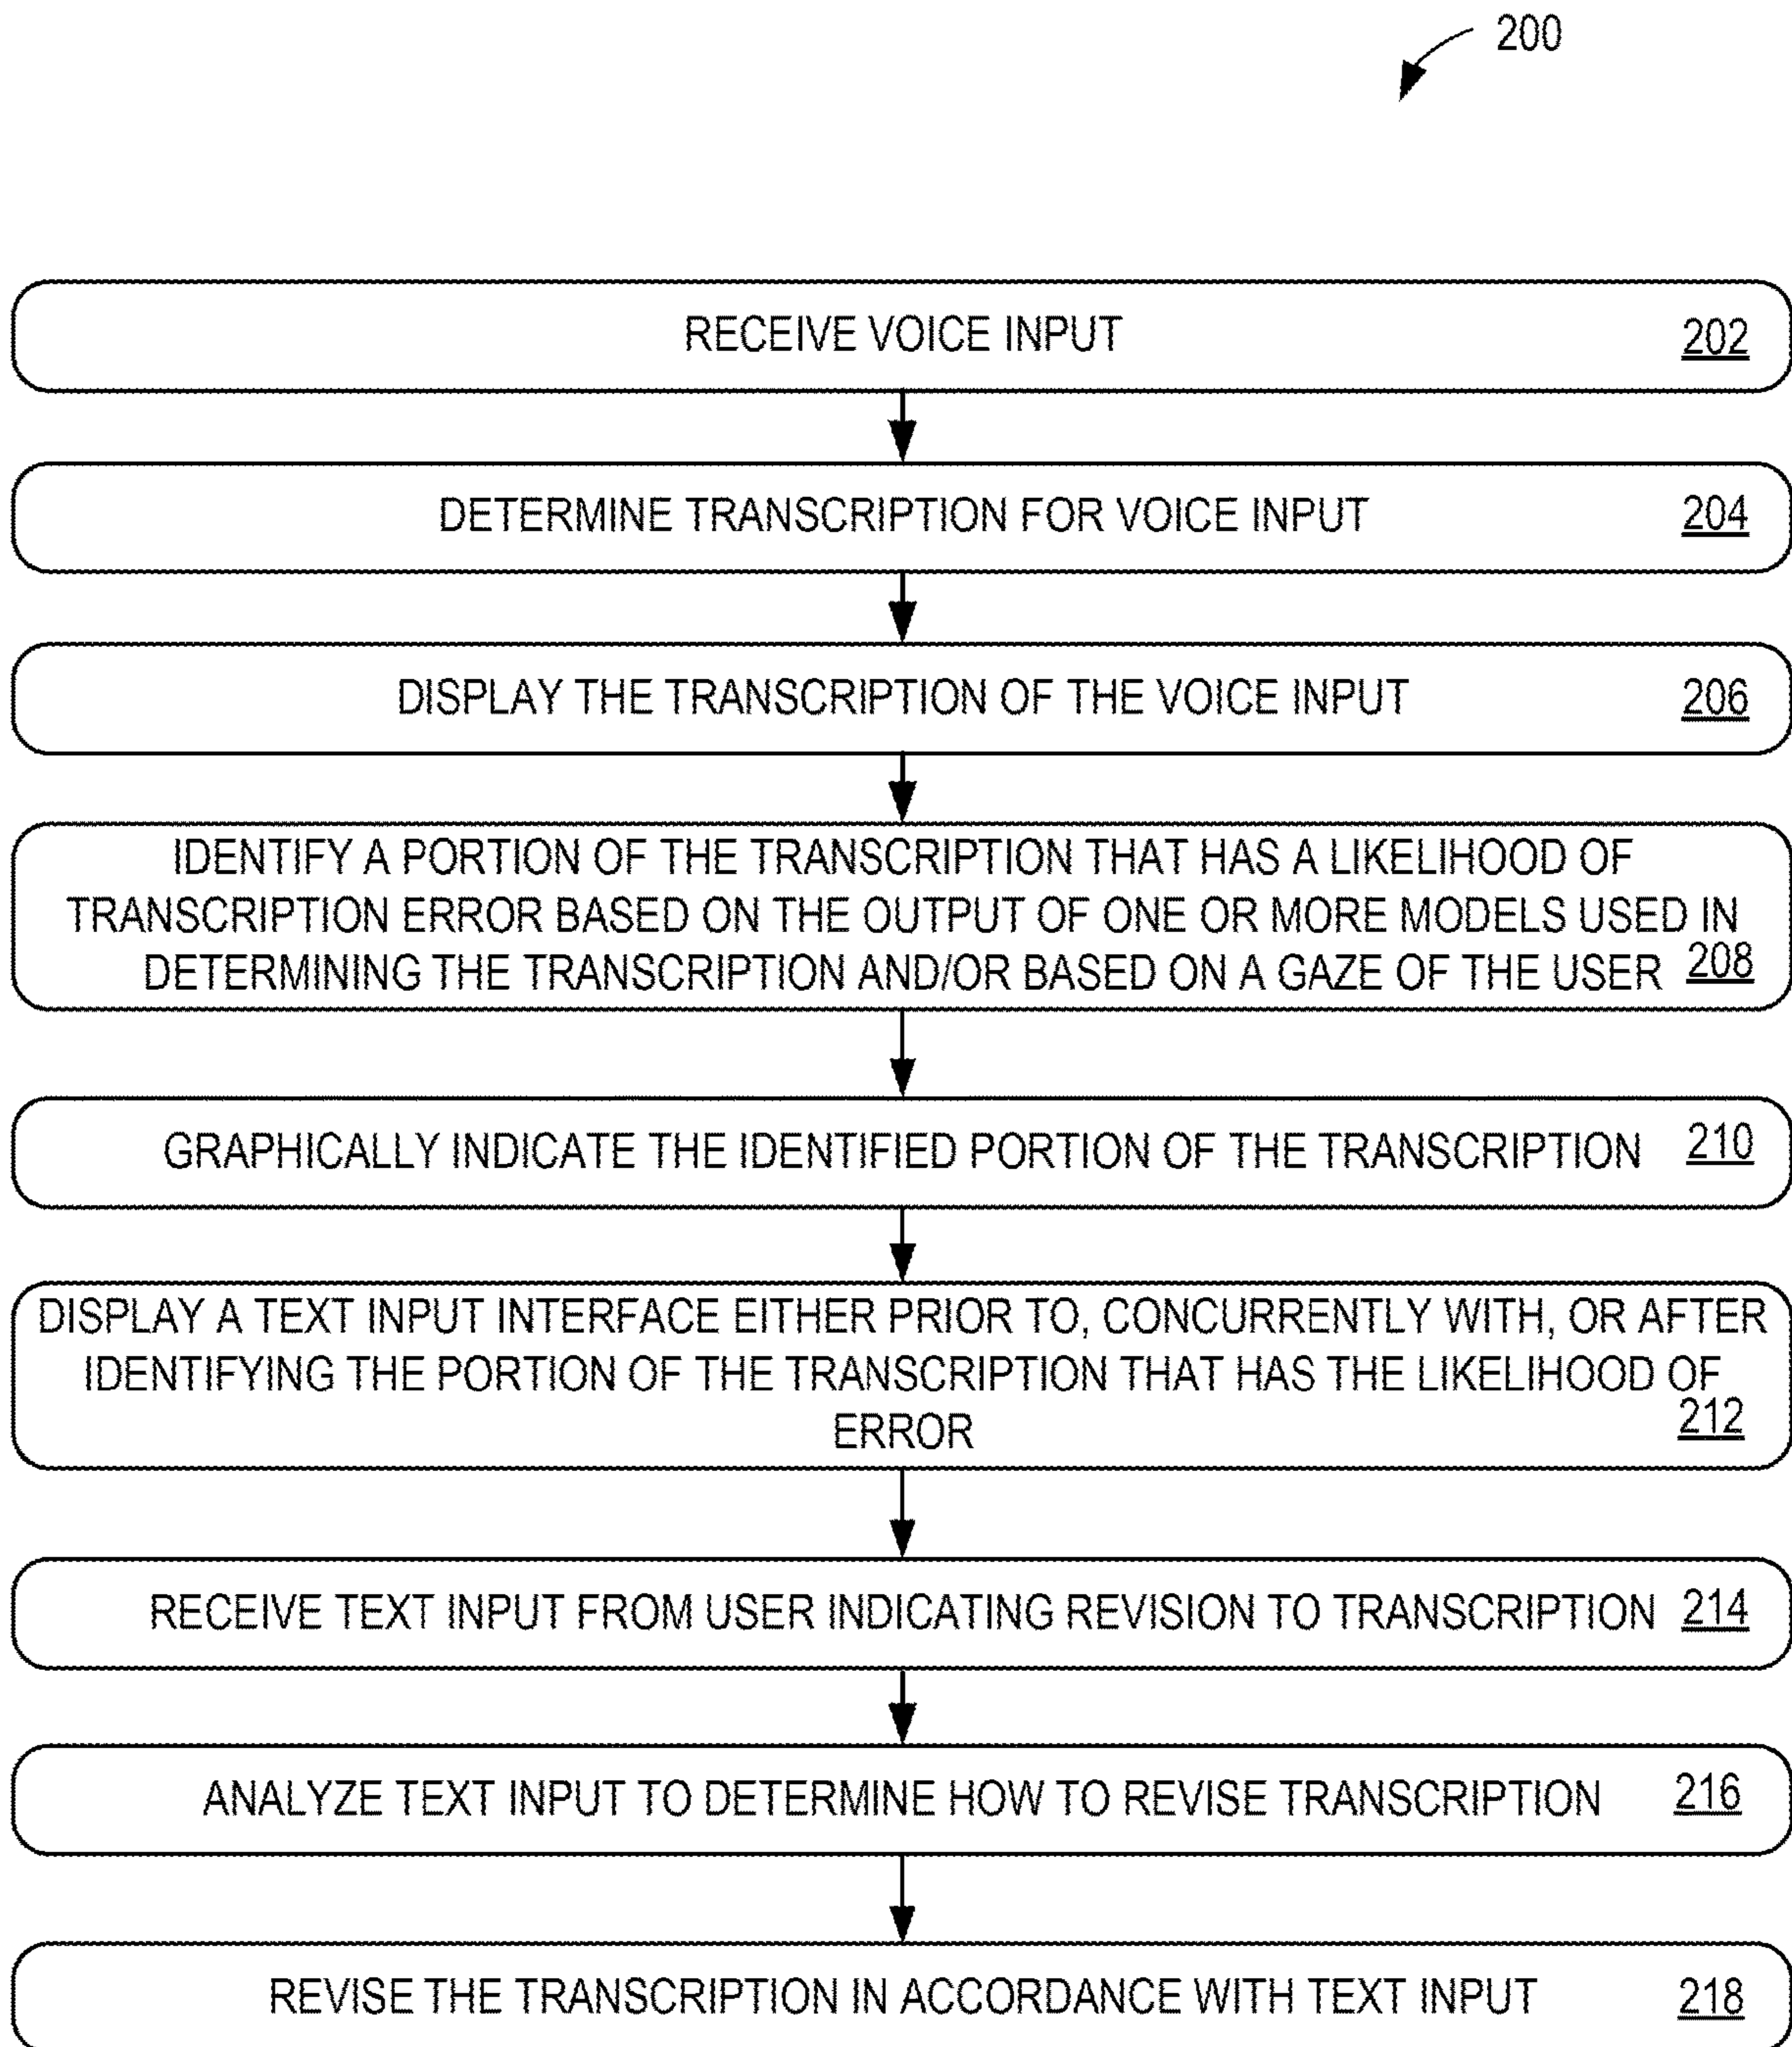 200
RECEIVE VOICE INPUT 202
DETERMINE TRANSCRIPTION FOR VOICE INPUT 204
DISPLAY THE TRANSCRIPTION OF THE VOICE INPUT 206
IDENTIFY A PORTION OF THE TRANSCRIPTION THAT HAS A LIKELIHOOD OF
TRANSCRIPTION ERROR BASED ON THE OUTPUT OF ONE OR MORE MODELS USED IN
DETERMINING THE TRANSCRIPTION AND/OR BASED ON A GAZE OF THE USER 208
GRAPHICALLY INDICATE THE IDENTIFIED PORTION OF THE TRANSCRIPTION 210
DISPLAY A TEXT INPUT INTERFACE EITHER PRIOR TO, CONCURRENTLY WITH, OR AFTER
IDENTIFYING THE PORTION OF THE TRANSCRIPTION THAT HAS THE LIKELIHOOD OF
ERROR 212
RECEIVE TEXT INPUT FROM USER INDICATING REVISION TO TRANSCRIPTION 214
ANALYZE TEXT INPUT TO DETERMINE HOW TO REVISE TRANSCRIPTION 216
REVISE THE TRANSCRIPTION IN ACCORDANCE WITH TEXT INPUT 218